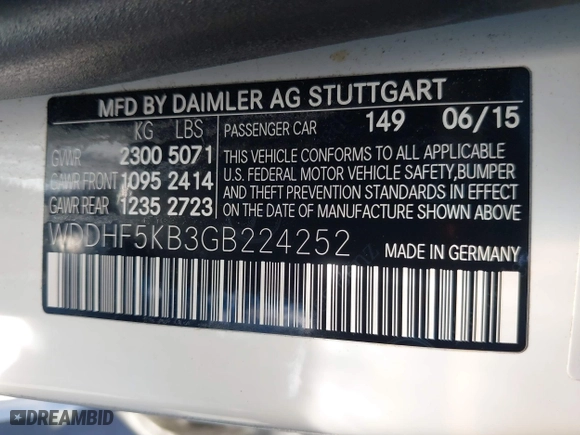 MFD BY DAIMLER AG STUTTGART
KG LBS
GVWR 2300 5071
GAWR FRONT 1095 2414
GAWR REAR 1235 2723
PASSENGER CAR 149 06/15
THIS VEHICLE CONFORMS TO ALL APPLICABLE
U.S. FEDERAL MOTOR VEHICLE SAFETY, BUMPER
AND THEFT PREVENTION STANDARDS IN EFFECT
ON THE DATE OF MANUFACTURE SHOWN ABOVE.
WDDHF5KB3GB224252
MADE IN GERMANY
DREAMBID